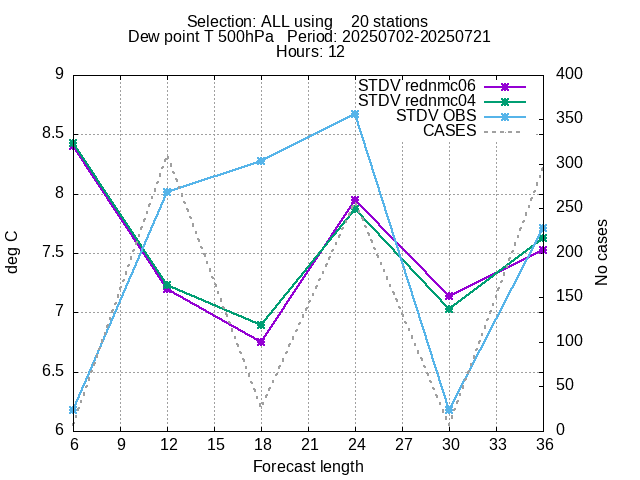 Selection: ALL using    20 stations
Dew point T 500hPa   Period: 20250702-20250721
Hours: 12
STDV rednmc06
STDV rednmc04
STDV OBS
CASES
9
8.5
8
7.5
7
6.5
6
400
350
300
250
200
150
100
50
0
deg C
No cases
6 9 12 15 18 21 24 27 30 33 36
Forecast length